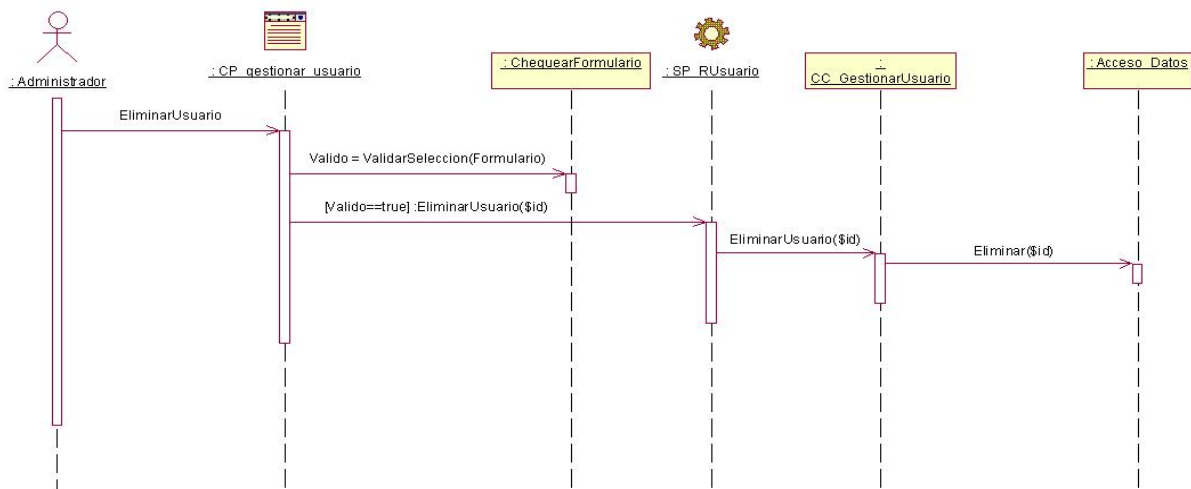 : Administrador
: CP_gestionar_usuario
: ChequearFormulario
: SP_RUsuario
:
CC_GestionarUsuario
: Acceso_Datos
EliminarUsuario
Valido = ValidarSeleccion(Formulario)
[Valido==true] :EliminarUsuario($id)
EliminarUsuario($id)
Eliminar($id)